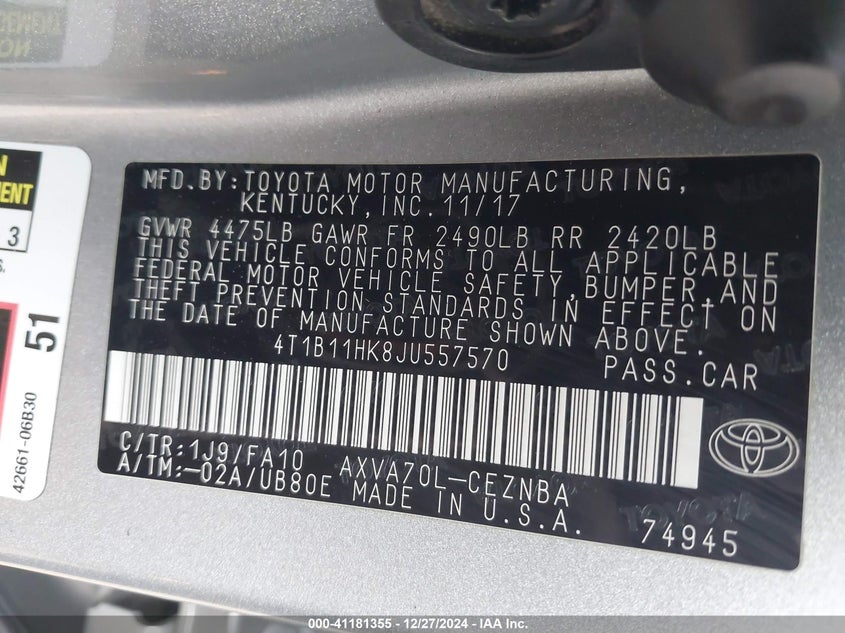 MFD.BY:TOYOTA MOTOR MANUFACTURING,
KENTUCKY,INC. 11/17
GVWR 4475LB GAWR FR 2490LB RR 2420LB
THIS VEHICLE CONFORMS TO ALL APPLICABLE
FEDERAL MOTOR VEHICLE SAFETY,BUMPER,AND
THEFT PREVENTION STANDARDS IN EFFECT ON
THE DATE OF MANUFACTURE SHOWN ABOVE.
4T1B11HK8JU557570 PASS.CAR
C/TR:1J9/FA10 AXVA70L-CEZNBA
A/TM:-02A/UB80E MADE IN U.S.A.
74945
51
42661-06B30
3
000-41181355 | 12/27/2024 - IAA Inc.